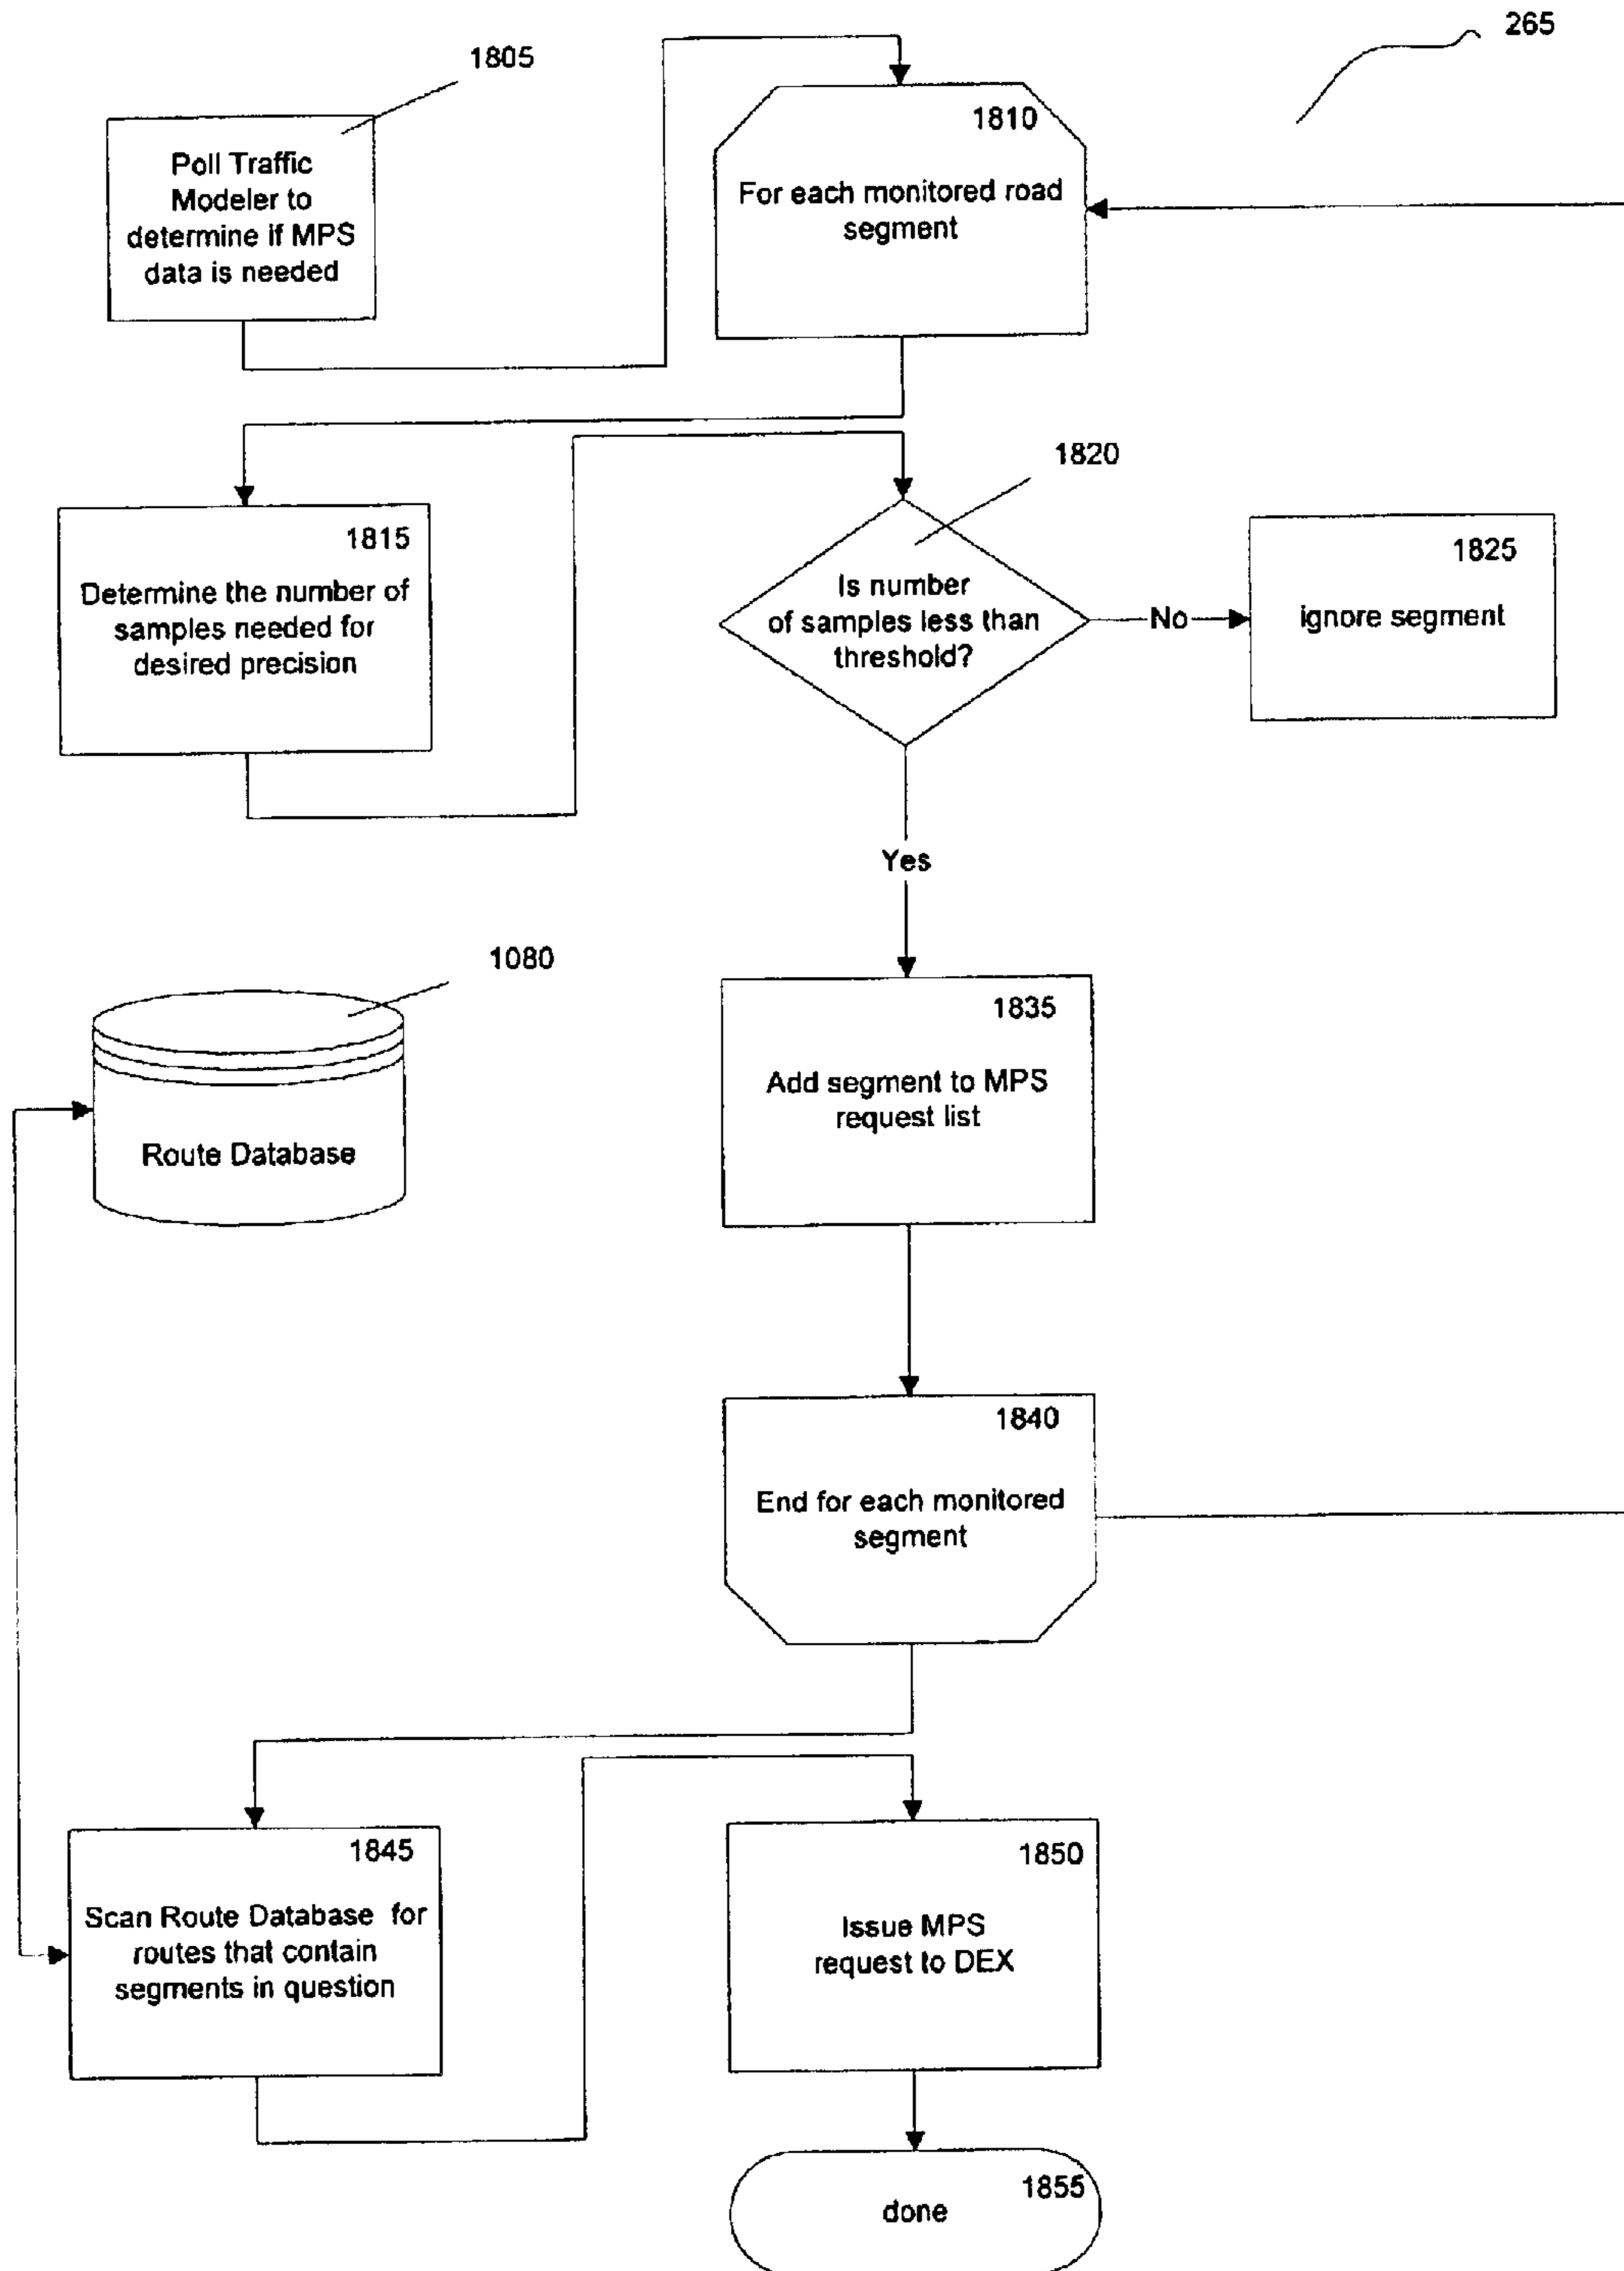 265
1805
Poll Traffic
Modeler to
determine if MPS
data is needed
1810
For each monitored road
segment
1815
Determine the number of
samples needed for
desired precision
1820
Is number
of samples less than
threshold?
No
1825
ignore segment
Yes
1080
Route Database
1835
Add segment to MPS
request list
1840
End for each monitored
segment
1845
Scan Route Database for
routes that contain
segments in question
1850
Issue MPS
request to DEX
1855
done